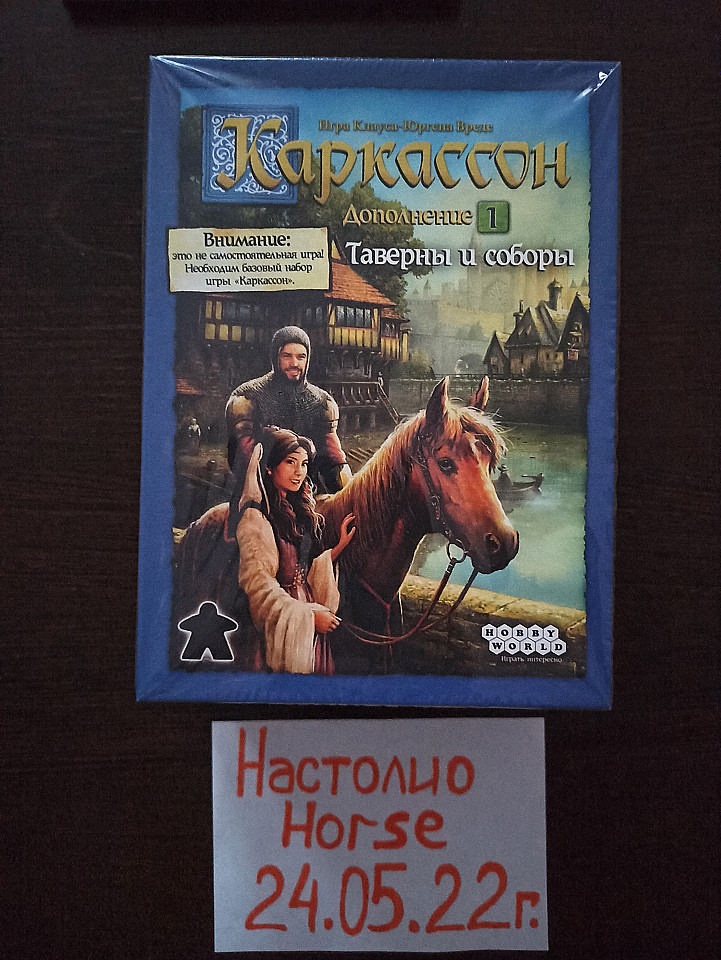 Игра Клауса-Юргена Вреде
Каркассон
Дополнение 1
Таверны и соборы
Внимание:
это не самостоятельная игра!
Необходим базовый набор
игры «Каркассон».
HOBBY
WORLD
Играть интересно
Настолио
Horse
24.05.22г.